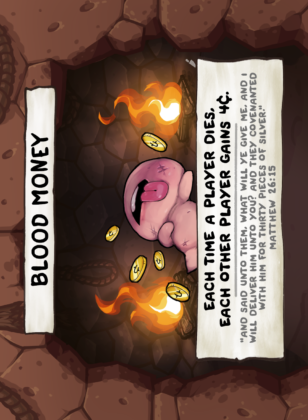 BLOOD MONEY
EACH TIME A PLAYER DIES,
EACH OTHER PLAYER GAINS 4¢.
"AND SAID UNTO THEM, WHAT WILL YE GIVE ME, AND I
WILL DELIVER HIM UNTO YOU? AND THEY COVENANTED
WITH HIM FOR THIRTY PIECES OF SILVER."
MATTHEW 26:15